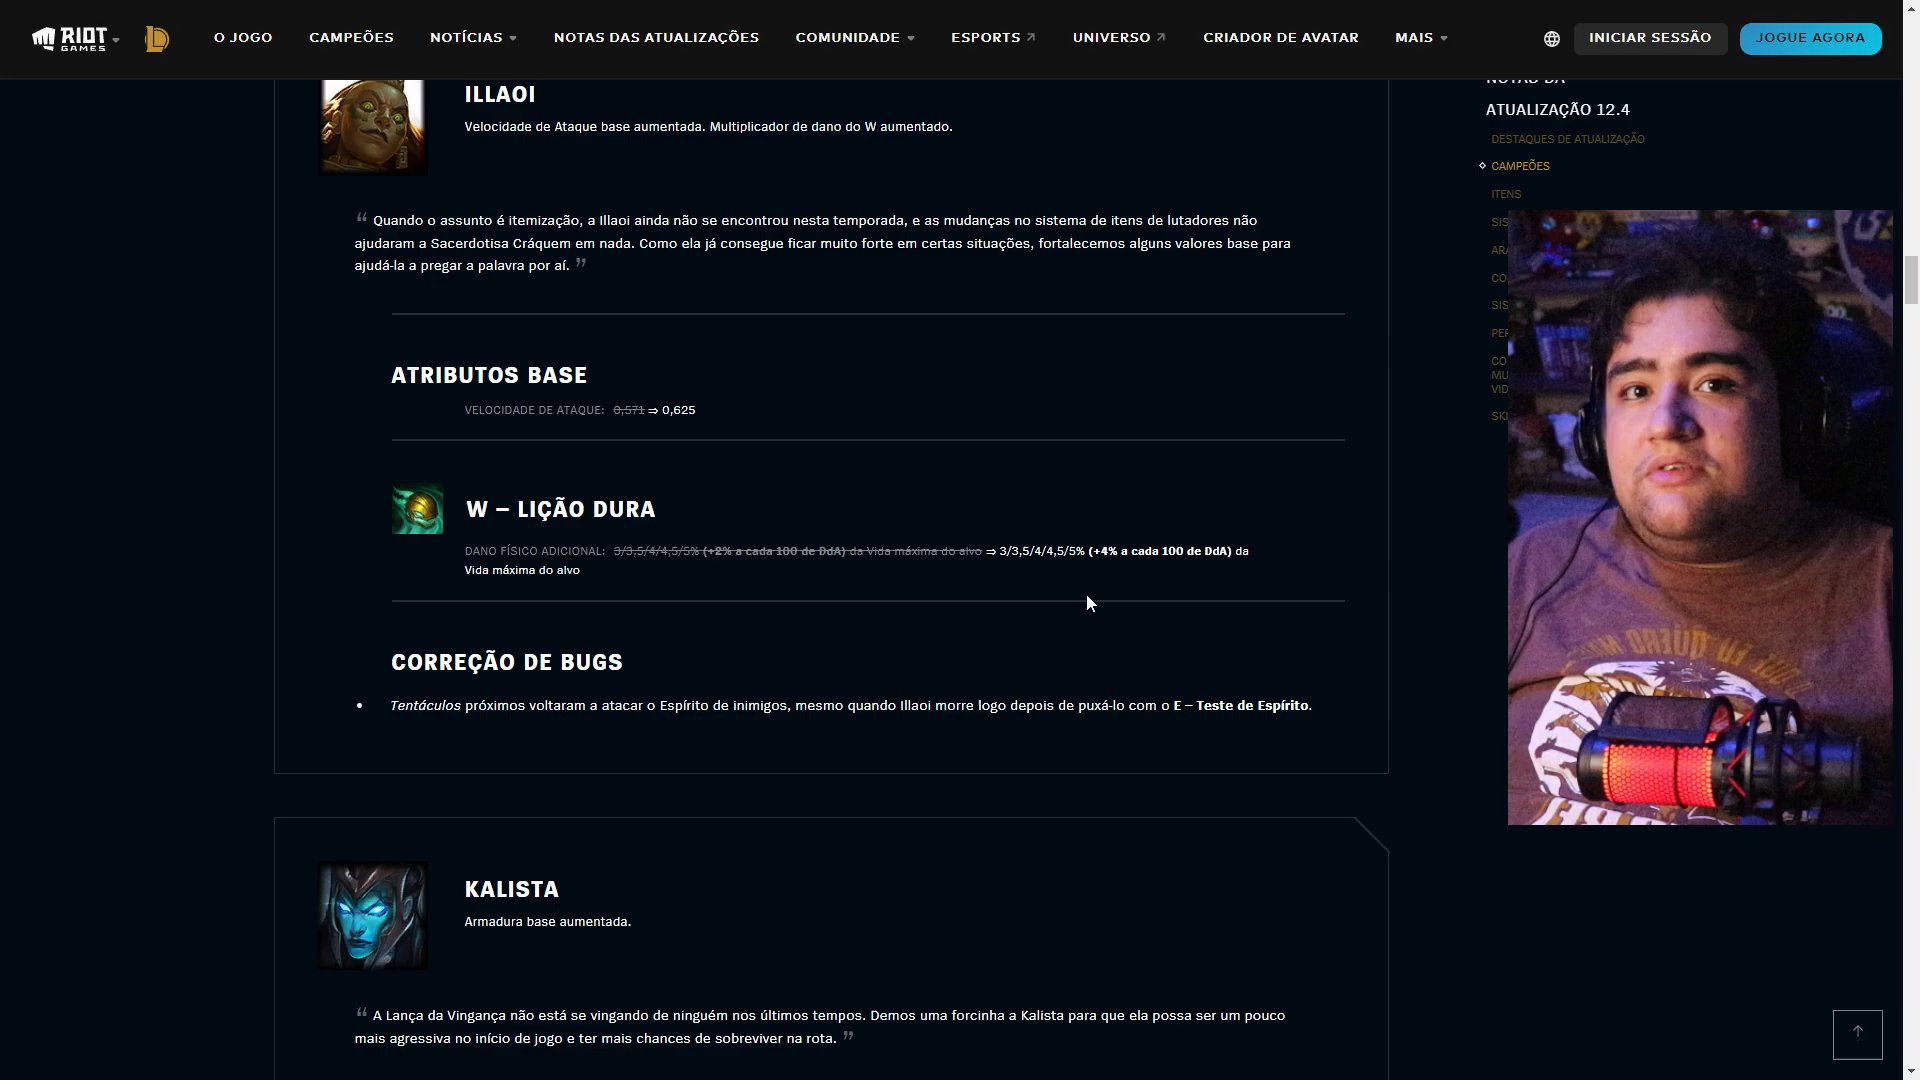 RIOT GAMES
O JOGO
CAMPEÕES
NOTÍCIAS
NOTAS DAS ATUALIZAÇÕES
COMUNIDADE
ESPORTS
UNIVERSO
CRIADOR DE AVATAR
MAIS
INICIAR SESSÃO
JOGUE AGORA
ILLAOI
Velocidade de Ataque base aumentada. Multiplicador de dano do W aumentado.
“ Quando o assunto é itemização, a Illaoi ainda não se encontrou nesta temporada, e as mudanças no sistema de itens de lutadores não
ajudaram a Sacerdotisa Cráquem em nada. Como ela já consegue ficar muito forte em certas situações, fortalecemos alguns valores base para
ajudá-la a pregar a palavra por aí. ”
ATRIBUTOS BASE
VELOCIDADE DE ATAQUE: 0,571 ⇒ 0,625
W – LIÇÃO DURA
DANO FÍSICO ADICIONAL: 3/3,5/4/4,5/5% (+2% a cada 100 de DdA) da Vida máxima do alvo ⇒ 3/3,5/4/4,5/5% (+4% a cada 100 de DdA) da
Vida máxima do alvo
CORREÇÃO DE BUGS
• Tentáculos próximos voltaram a atacar o Espírito de inimigos, mesmo quando Illaoi morre logo depois de puxá-lo com o E – Teste de Espírito.
KALISTA
Armadura base aumentada.
“ A Lança da Vingança não está se vingando de ninguém nos últimos tempos. Demos uma forcinha a Kalista para que ela possa ser um pouco
mais agressiva no início de jogo e ter mais chances de sobreviver na rota. ”
NOTAS DA
ATUALIZAÇÃO 12.4
DESTAQUES DE ATUALIZAÇÃO
CAMPEÕES
ITENS
SIS
ARA
CO
SIS
PER
CO
MU
VID
SKI